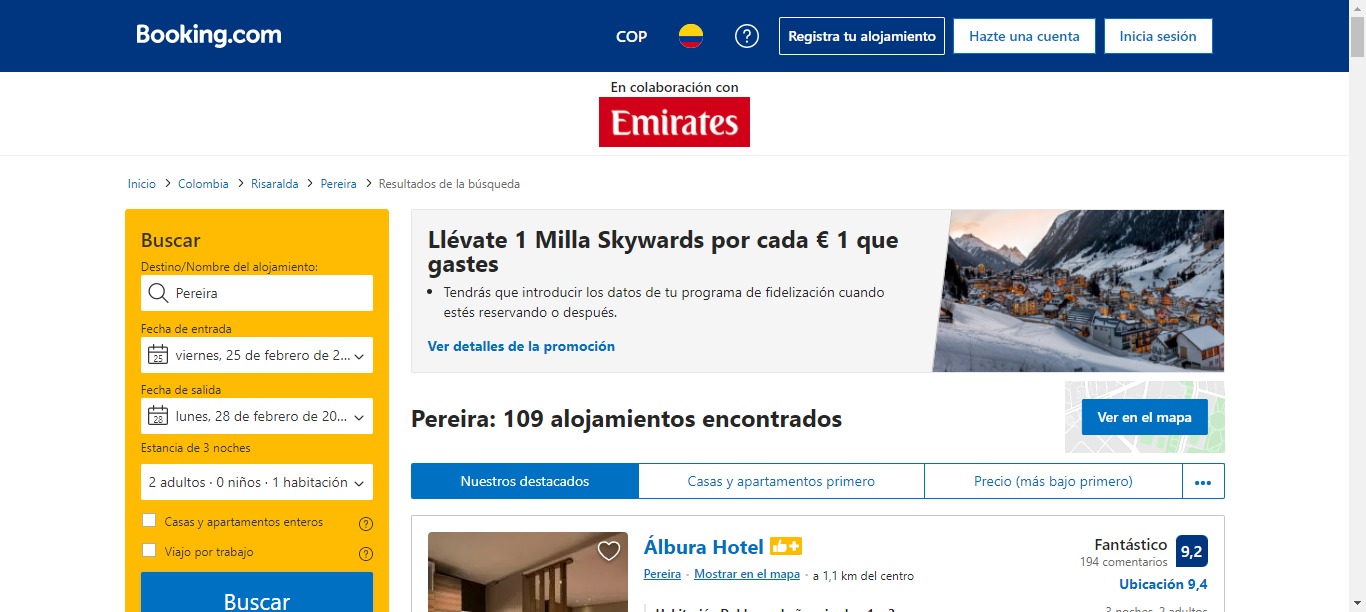 Booking.com
COP
Registra tu alojamiento
Hazte una cuenta
Inicia sesión
En colaboración con
Emirates
Inicio > Colombia > Risaralda > Pereira > Resultados de la búsqueda
Buscar
Destino/Nombre del alojamiento:
Pereira
Fecha de entrada
25
viernes, 25 de febrero de 2...
Fecha de salida
28
lunes, 28 de febrero de 20...
Estancia de 3 noches
2 adultos · 0 niños · 1 habitación
Casas y apartamentos enteros
Viajo por trabajo
Buscar
Llévate 1 Milla Skywards por cada € 1 que
gastes
• Tendrás que introducir los datos de tu programa de fidelización cuando
estés reservando o después.
Ver detalles de la promoción
Pereira: 109 alojamientos encontrados
Ver en el mapa
Nuestros destacados
Casas y apartamentos primero
Precio (más bajo primero)
Álbura Hotel
Pereira · Mostrar en el mapa · a 1,1 km del centro
Fantástico
194 comentarios
9,2
Ubicación 9,4
3 noches, 2 adultos